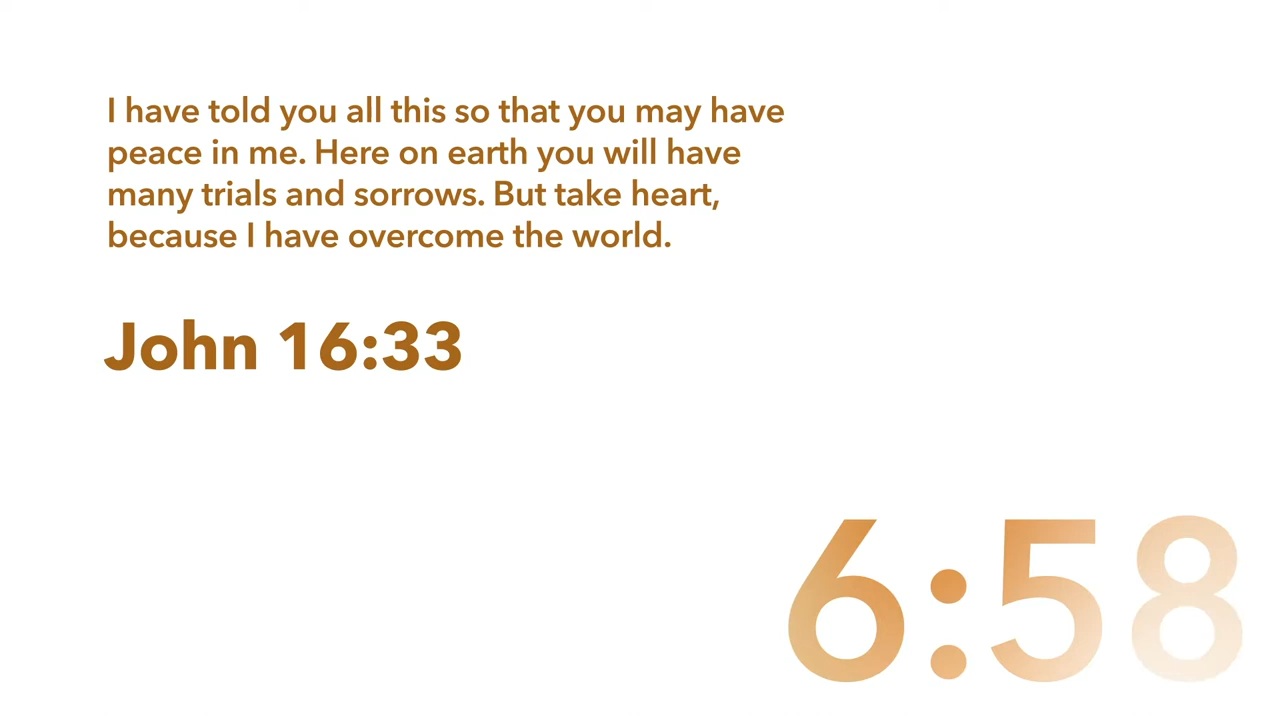 I have told you all this so that you may have
peace in me. Here on earth you will have
many trials and sorrows. But take heart,
because I have overcome the world.
John 16:33
6:58